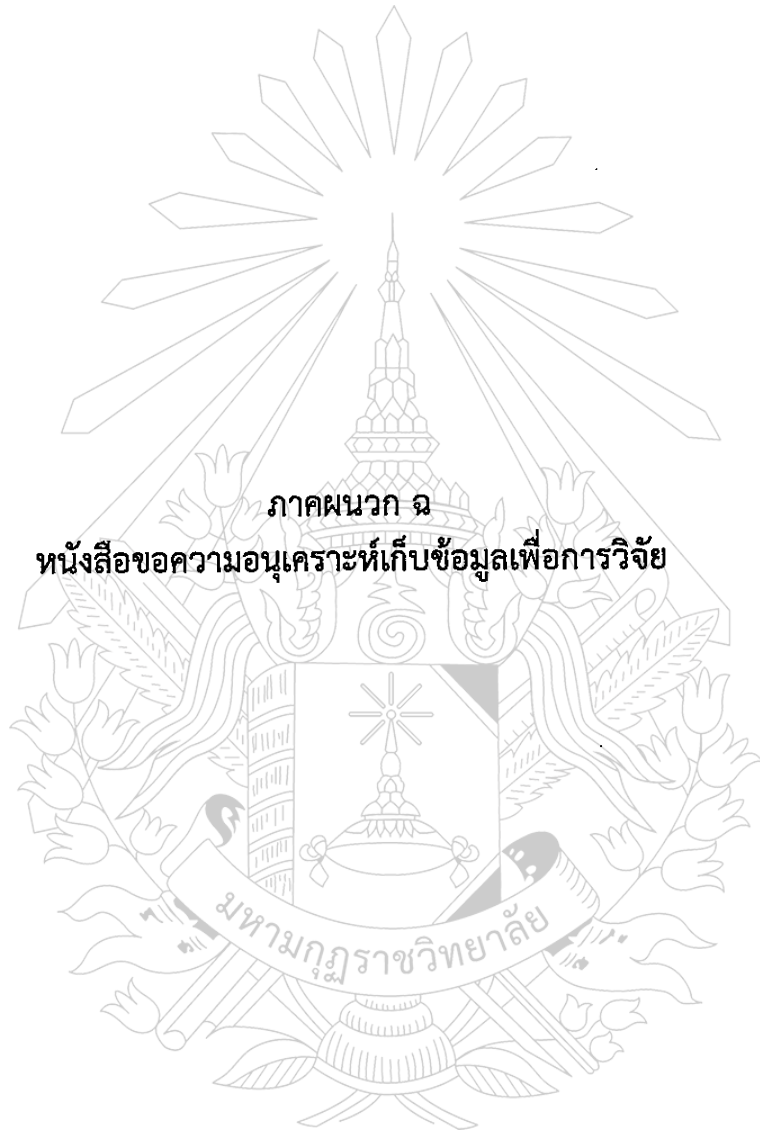 ภาคผนวก ฉ
หนังสือขอความอนุเคราะห์เก็บข้อมูลเพื่อการวิจัย
มหามกุฏราชวิทยาลัย